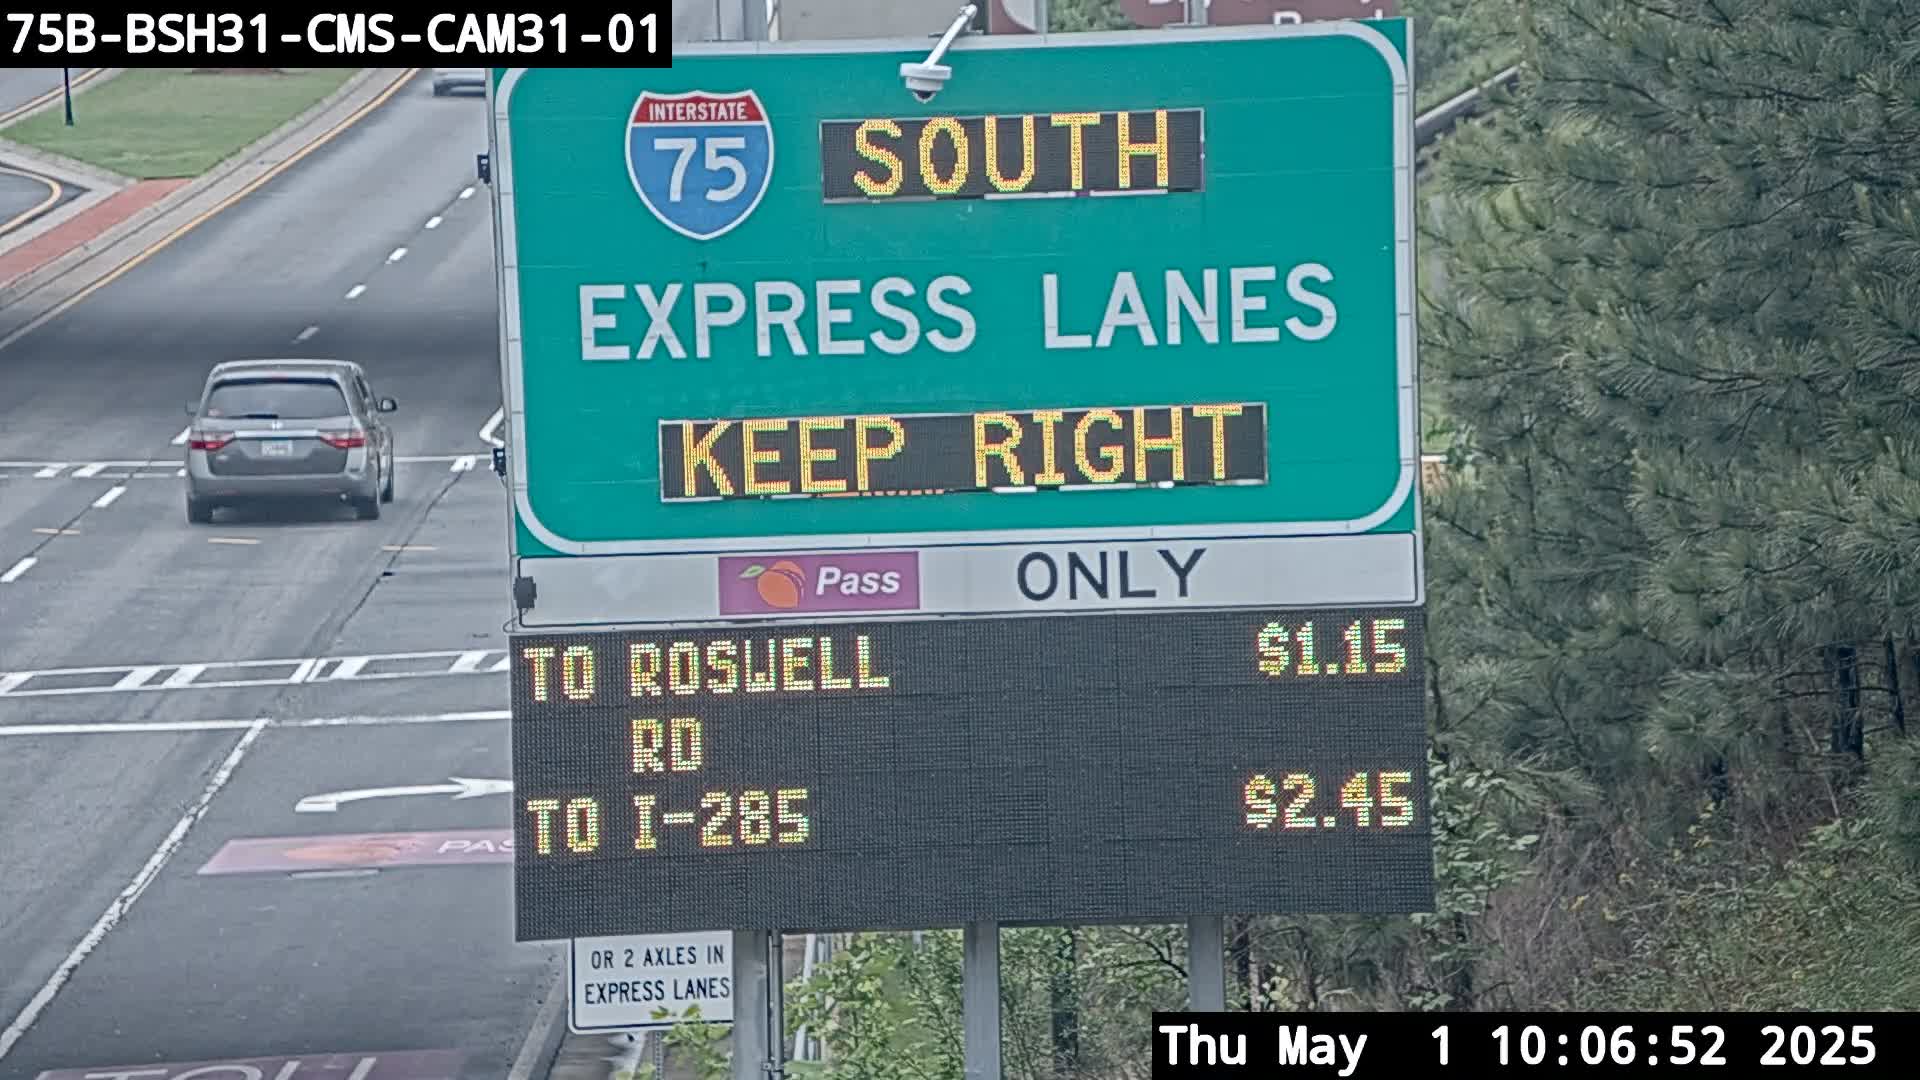 75B-BSH31-CMS-CAM31-01
INTERSTATE
75
SOUTH
EXPRESS LANES
KEEP RIGHT
Pass
ONLY
TO ROSWELL $1.15
RD
TO I-285 $2.45
OR 2 AXLES IN
EXPRESS LANES
TOLL
Thu May 1 10:06:52 2025